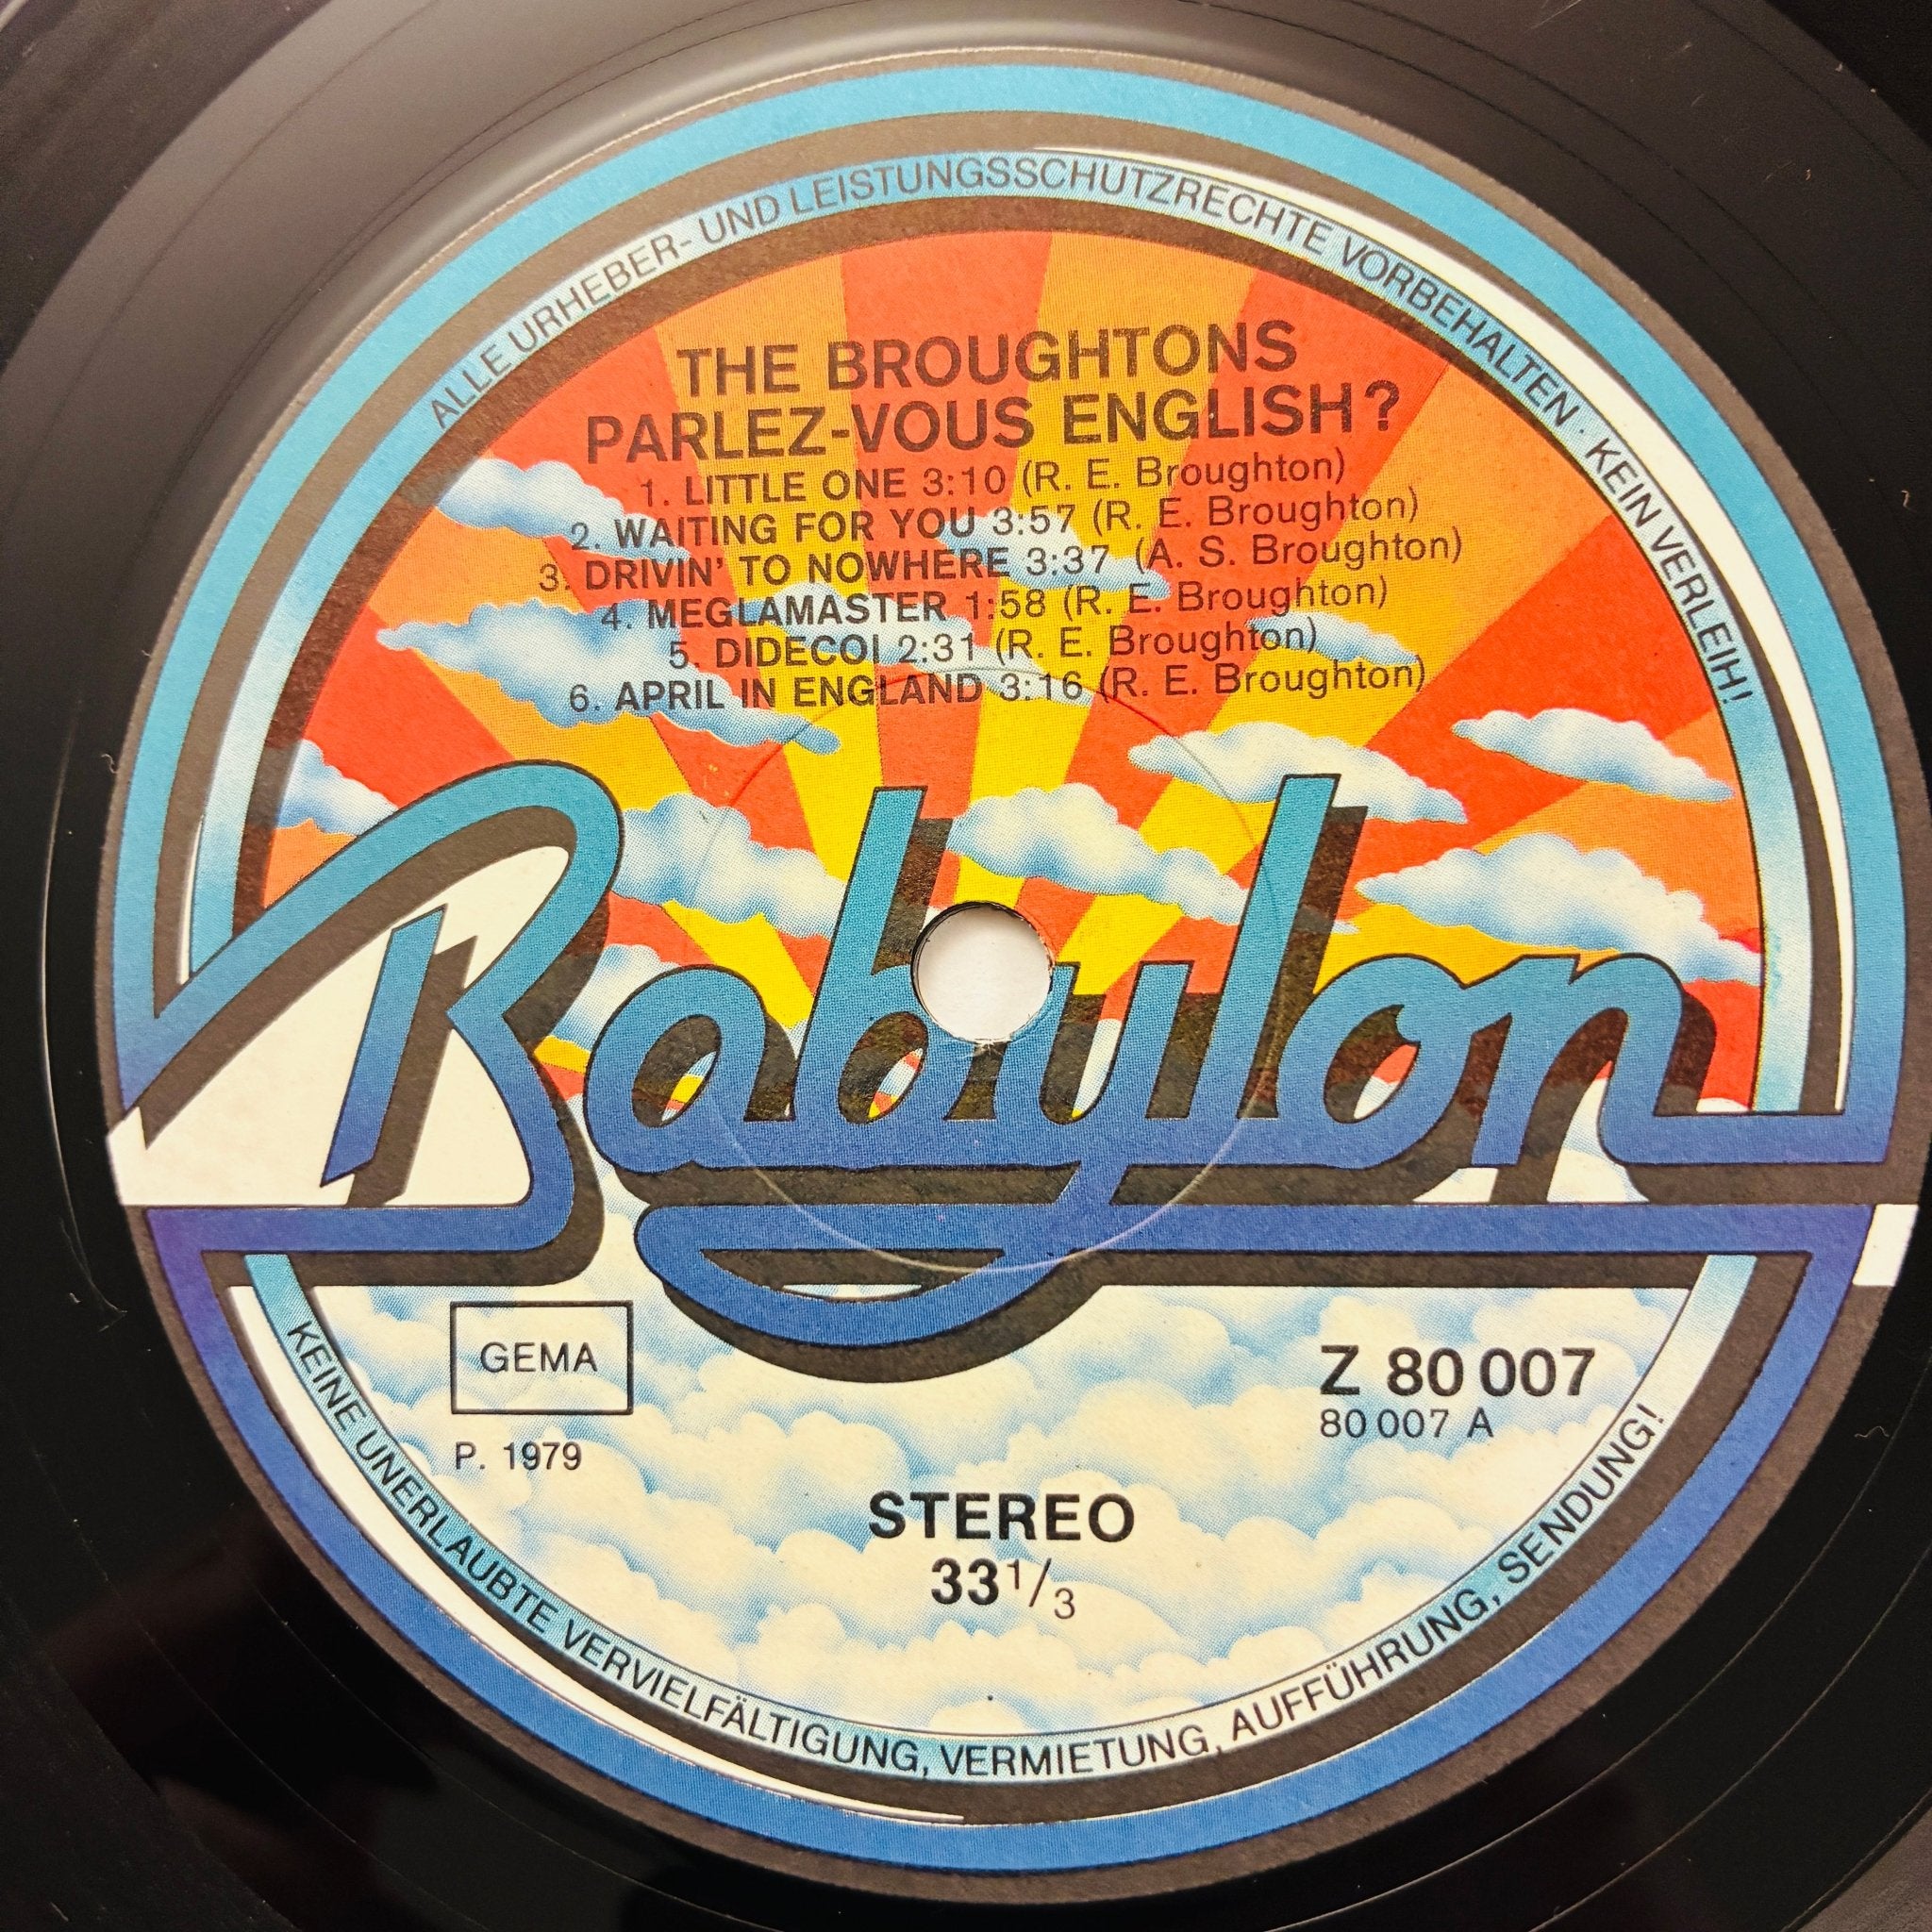 ALLE URHEBER- UND LEISTUNGSSCHUTZRECHTE VORBEHALTEN · KEIN VERLEIH!
THE BROUGHTONS
PARLEZ-VOUS ENGLISH?
1. LITTLE ONE 3:10 (R. E. Broughton)
2. WAITING FOR YOU 3:57 (R. E. Broughton)
3. DRIVIN' TO NOWHERE 3:37 (A. S. Broughton)
4. MEGLAMASTER 1:58 (R. E. Broughton)
5. DIDECOI 2:31 (R. E. Broughton)
6. APRIL IN ENGLAND 3:16 (R. E. Broughton)
Babylon
GEMA
P. 1979
Z 80 007
80 007 A
STEREO
33 1/3
KEINE UNERLAUBTE VERVIELFÄLTIGUNG, VERMIETUNG, AUFFÜHRUNG, SENDUNG!